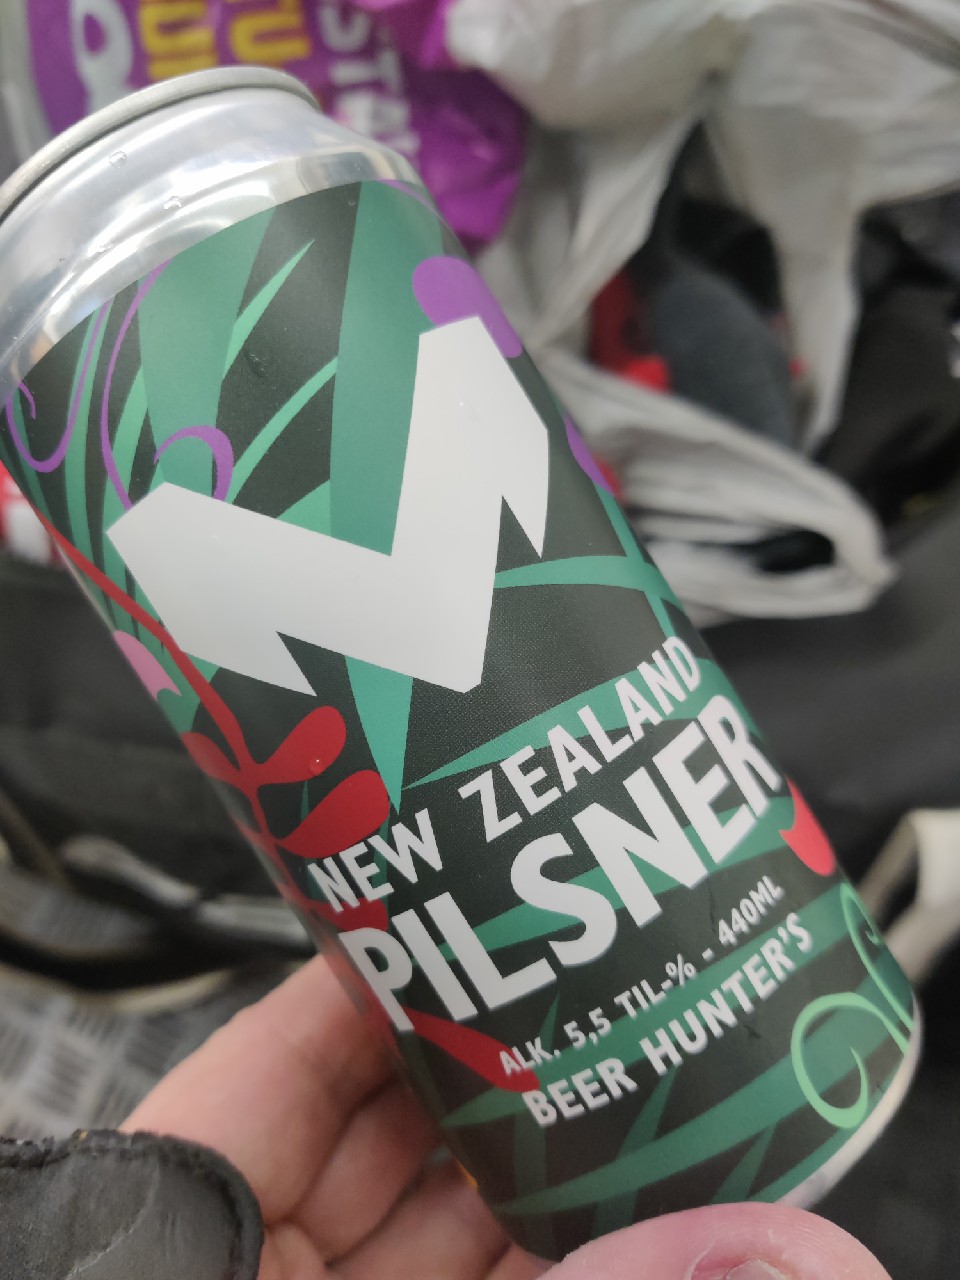 NEW ZEALAND
PILSNER
ALK. 5,5 TIL-% - 440ML
BEER HUNTER'S